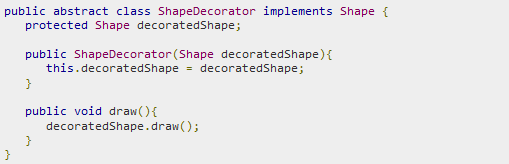 public abstract class ShapeDecorator implements Shape {
   protected Shape decoratedShape;

   public ShapeDecorator(Shape decoratedShape){
      this.decoratedShape = decoratedShape;
   }

   public void draw(){
      decoratedShape.draw();
   }
}